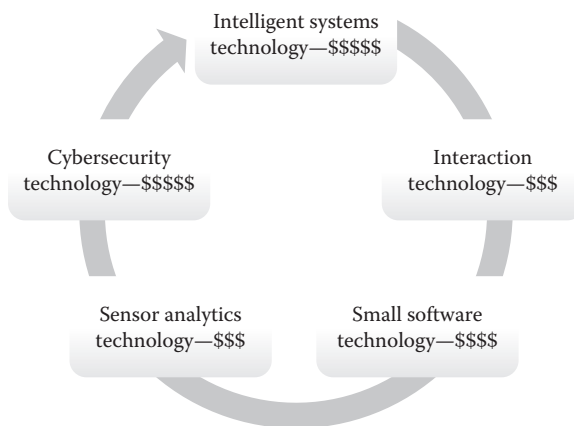 Intelligent systems
technology—$$$$$
Interaction
technology—$$$
Small software
technology—$$$$
Sensor analytics
technology—$$$
Cybersecurity
technology—$$$$$